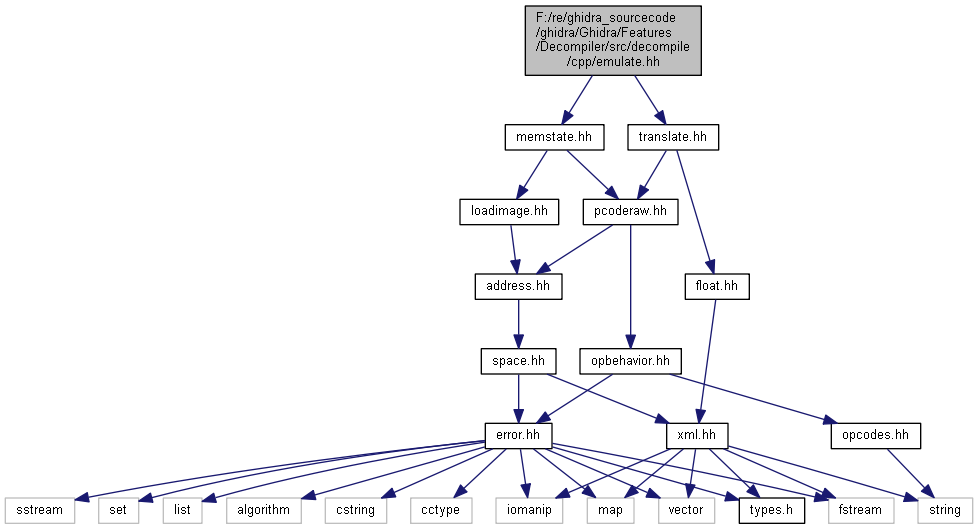 F:/re/ghidra_sourcecode
/ghidra/Ghidra/Features
/Decompiler/src/decompile
/cpp/emulate.hh
memstate.hh
translate.hh
loadimage.hh
pcoderaw.hh
address.hh
float.hh
space.hh
opbehavior.hh
error.hh
xml.hh
opcodes.hh
sstream
set
list
algorithm
cstring
cctype
iomanip
map
vector
types.h
fstream
string